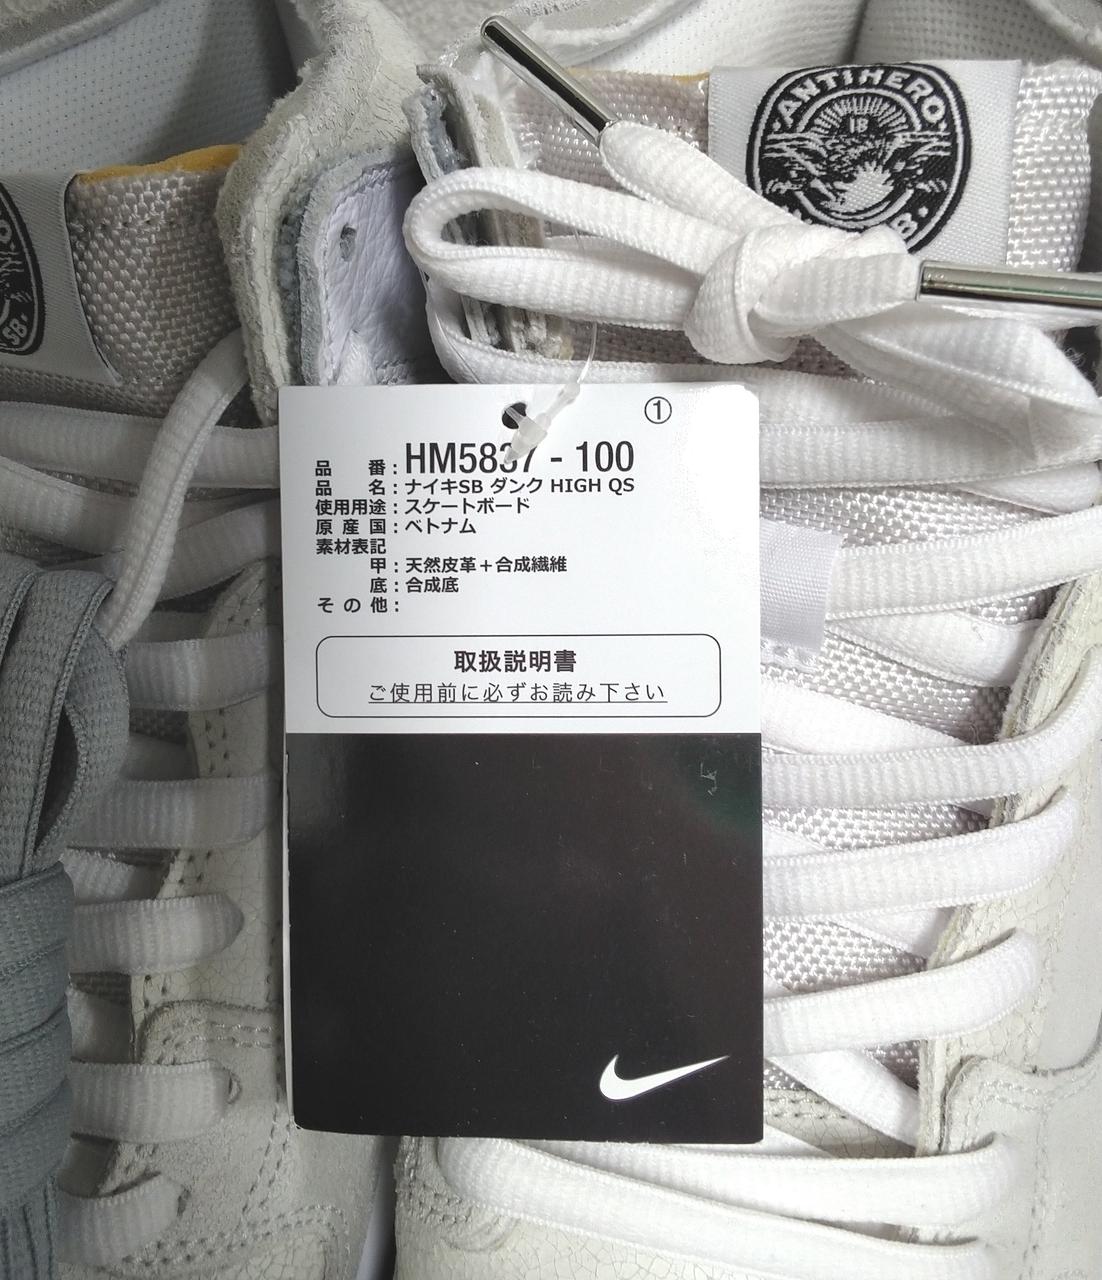 ANTIHERO
18
SB
①
品 番 : HM5837 - 100
品 名 : ナイキSB ダンク HIGH QS
使用用途 : スケートボード
原 産 国 : ベトナム
素材表記
甲 : 天然皮革+合成繊維
底 : 合成底
そ の 他 :
取扱説明書
ご使用前に必ずお読み下さい